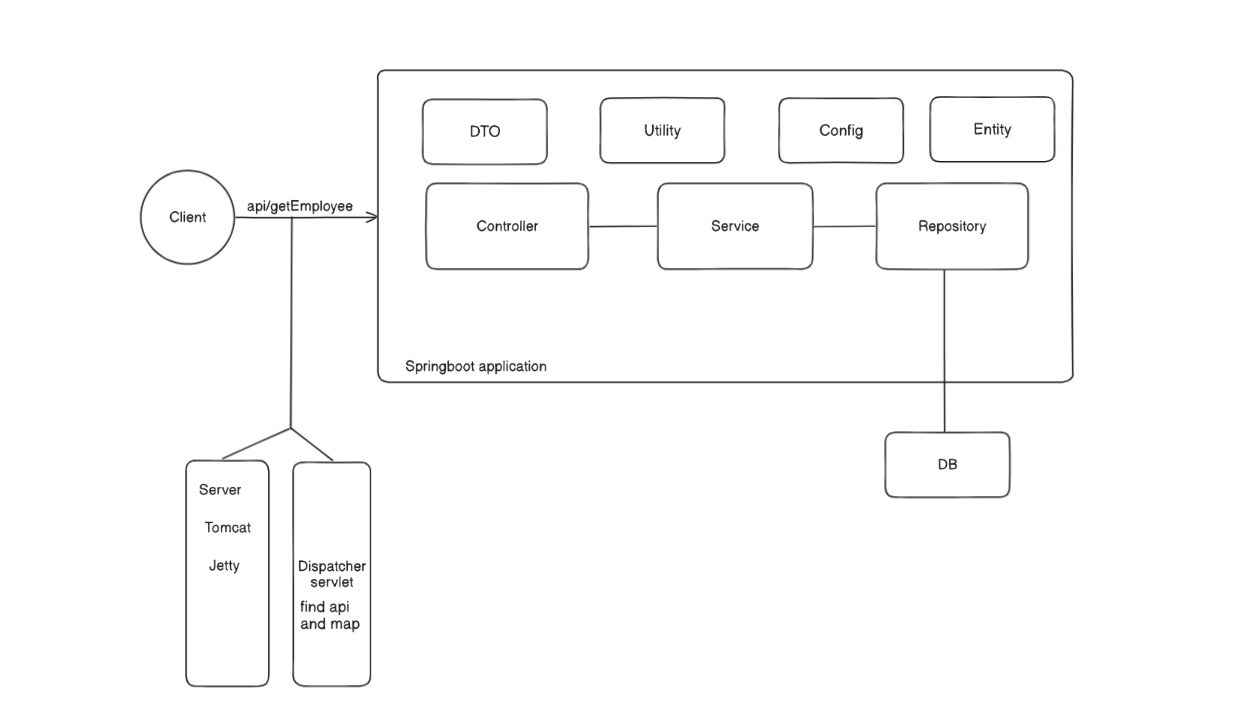 DTO
Utility
Config
Entity
Client
api/getEmployee
Controller
Service
Repository
Springboot application
DB
Server
Tomcat
Jetty
Dispatcher
servlet
find api
and map